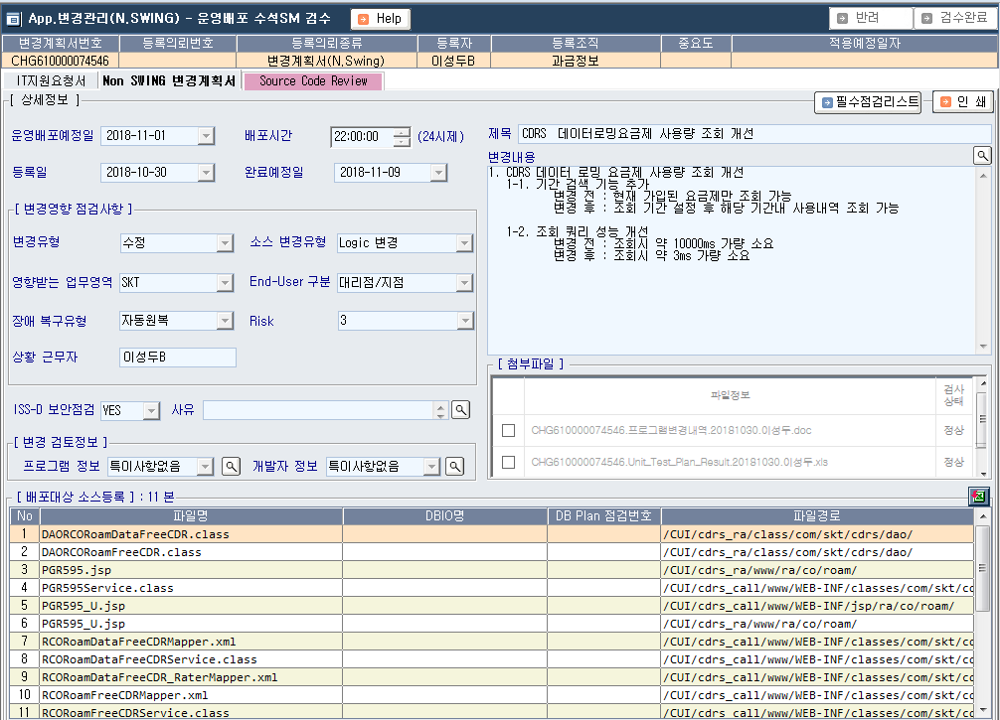 App.변경관리(N.SWING) - 운영배포 수석SM 검수 Help 반려 검수완료
변경계획서번호 등록의뢰번호 등록의뢰종류 등록자 등록조직 중요도 적용예정일자
CHG610000074546 변경계획서(N.Swing) 이성두B 과금정보
IT지원요청서 Non SWING 변경계획서 Source Code Review
[ 상세정보 ] 필수점검리스트 인 쇄
운영배포예정일 2018-11-01 배포시간 22:00:00 (24시제)
등록일 2018-10-30 완료예정일 2018-11-09
[ 변경영향 점검사항 ]
변경유형 수정 소스 변경유형 Logic 변경
영향받는 업무영역 SKT End-User 구분 대리점/지점
장애 복구유형 자동원복 Risk 3
상황 근무자 이성두B
ISS-D 보안점검 YES 사유
[ 변경 검토정보 ]
프로그램 정보 특이사항없음 개발자 정보 특이사항없음
제목 CDRS 데이터로밍요금제 사용량 조회 개선
변경내용
1. CDRS 데이터 로밍 요금제 사용량 조회 개선
1-1. 기간 검색 기능 추가
변경 전 : 현재 가입된 요금제만 조회 가능
변경 후 : 조회 기간 설정 후 해당 기간내 사용내역 조회 가능
1-2. 조회 쿼리 성능 개선
변경 전 : 조회시 약 10000ms 가량 소요
변경 후 : 조회시 약 3ms 가량 소요
[ 첨부파일 ]
파일정보 검사 상태
CHG610000074546.프로그램변경내역.20181030.이성두.doc 정상
CHG610000074546.Unit_Test_Plan_Result.20181030.이성두.xls 정상
[ 배포대상 소스등록 ] : 11 본
No 파일명 DBIO명 DB Plan 점검번호 파일경로
1 DAORCORoamDataFreeCDR.class /CUI/cdrs_ra/class/com/skt/cdrs/dao/
2 DAORCORoamFreeCDR.class /CUI/cdrs_ra/class/com/skt/cdrs/dao/
3 PGR595.jsp /CUI/cdrs_ra/www/ra/co/roam/
4 PGR595Service.class /CUI/cdrs_call/www/WEB-INF/classes/com/skt/cc
5 PGR595_U.jsp /CUI/cdrs_call/www/WEB-INF/jsp/ra/co/roam/
6 PGR595_U.jsp /CUI/cdrs_ra/www/ra/co/roam/
7 RCORoamDataFreeCDRMapper.xml /CUI/cdrs_call/www/WEB-INF/classes/com/skt/cc
8 RCORoamDataFreeCDRService.class /CUI/cdrs_call/www/WEB-INF/classes/com/skt/cc
9 RCORoamDataFreeCDR_RaterMapper.xml /CUI/cdrs_call/www/WEB-INF/classes/com/skt/cc
10 RCORoamFreeCDRMapper.xml /CUI/cdrs_call/www/WEB-INF/classes/com/skt/cc
11 RCORoamFreeCDRService.class /CUI/cdrs_call/www/WEB-INF/classes/com/skt/cc